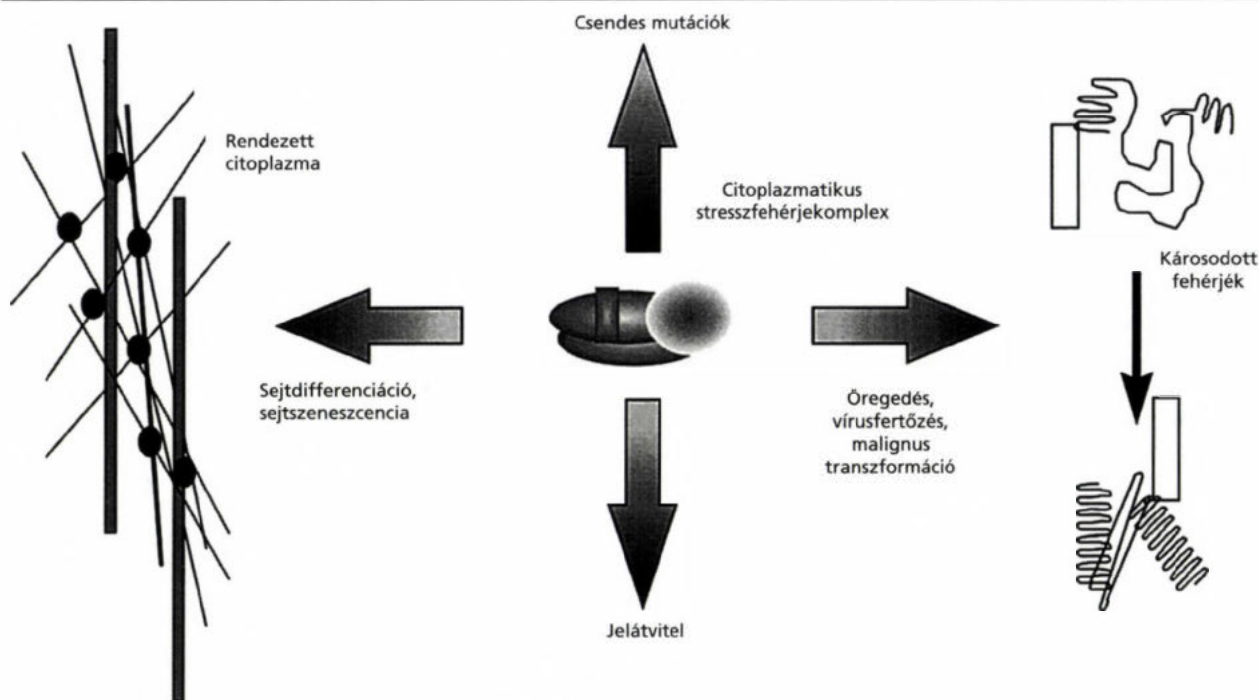 Csendes mutációk
Rendezett
citoplazma
Citoplazmatikus
stresszfehérjekomplex
Károsodott
fehérjék
Sejtdifferenciáció,
sejtszeneszcencia
Öregedés,
vírusfertőzés,
malignus
transzformáció
Jelátvitel